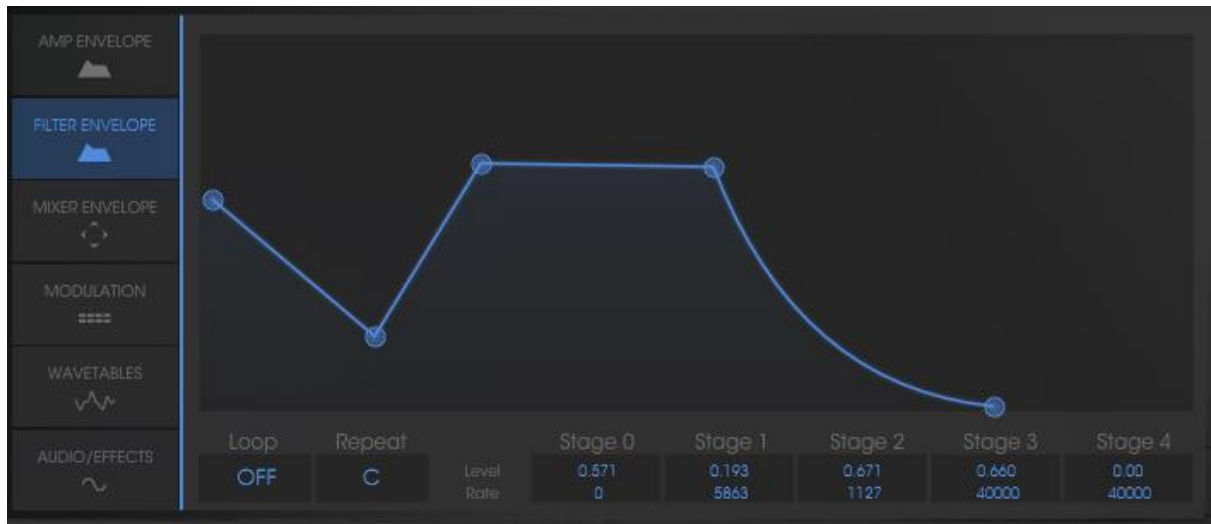 AMP ENVELOPE
FILTER ENVELOPE
MIXER ENVELOPE
MODULATION
WAVETABLES
AUDIO/EFFECTS
Loop Repeat Stage 0 Stage 1 Stage 2 Stage 3 Stage 4
OFF C Level 0.571 0.193 0.671 0.660 0.00
Rate 0 5863 1127 40000 40000